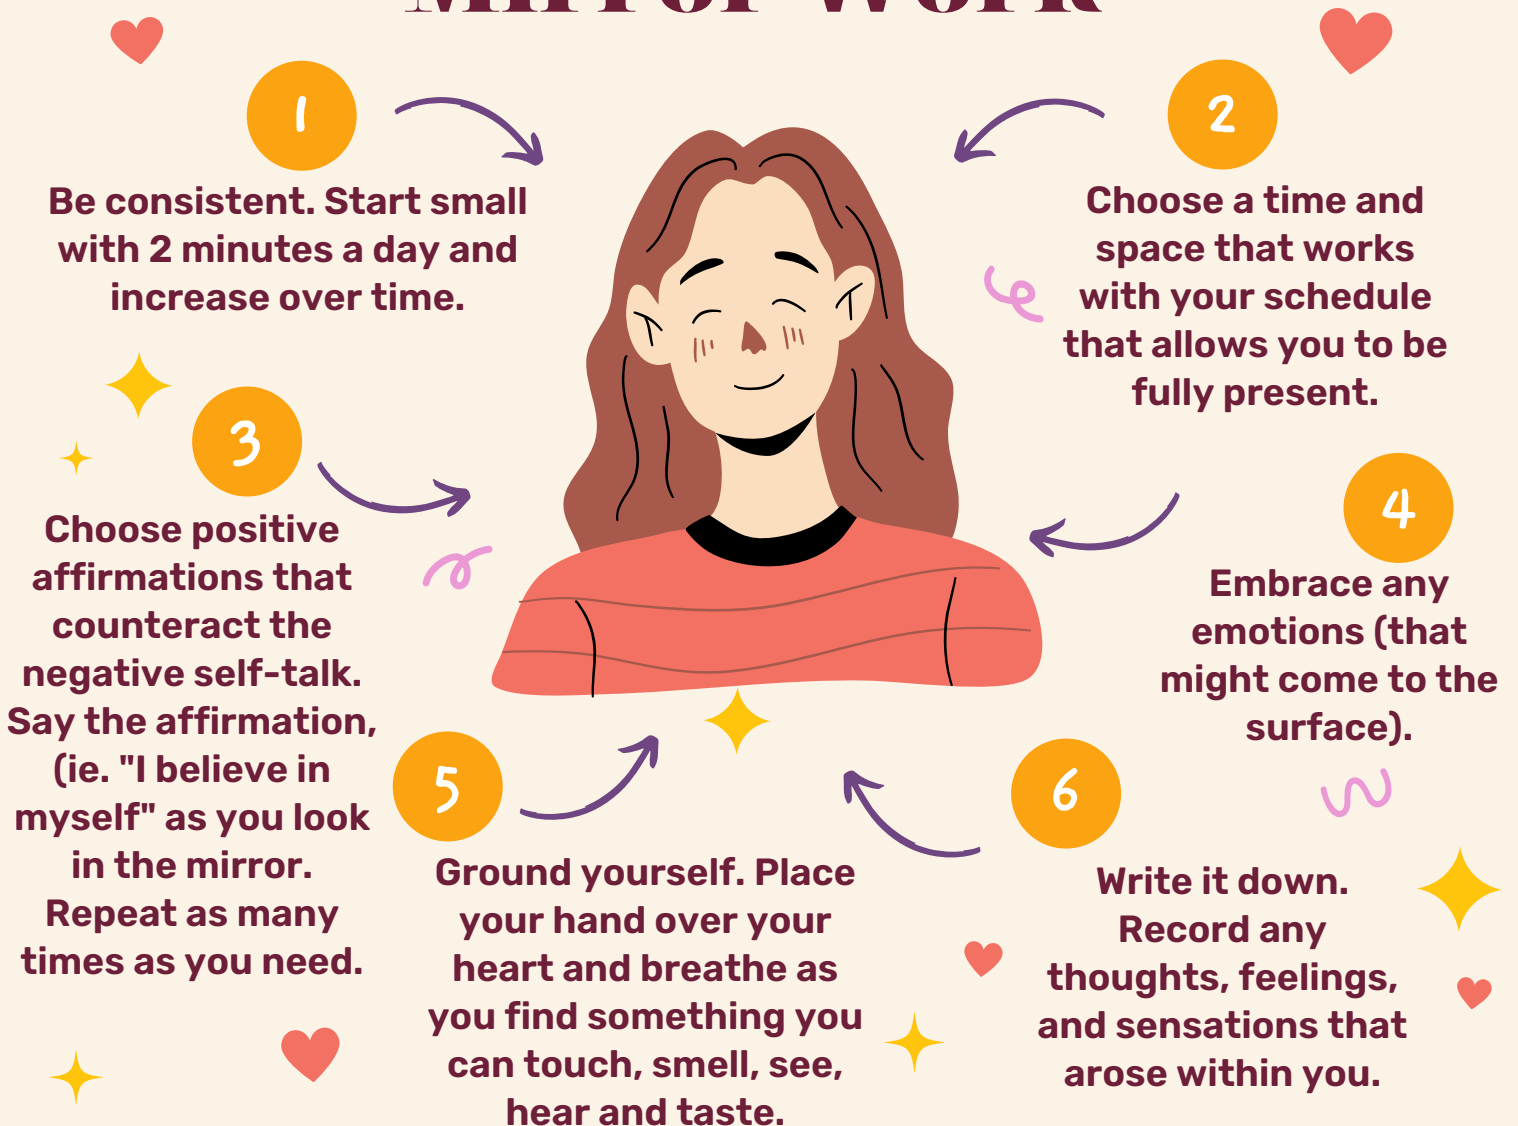 Mirror Work
1
Be consistent. Start small
with 2 minutes a day and
increase over time.
2
Choose a time and
space that works
with your schedule
that allows you to be
fully present.
3
Choose positive
affirmations that
counteract the
negative self-talk.
Say the affirmation,
(ie. "I believe in
myself" as you look
in the mirror.
Repeat as many
times as you need.
4
Embrace any
emotions (that
might come to the
surface).
5
Ground yourself. Place
your hand over your
heart and breathe as
you find something you
can touch, smell, see,
hear and taste.
6
Write it down.
Record any
thoughts, feelings,
and sensations that
arose within you.